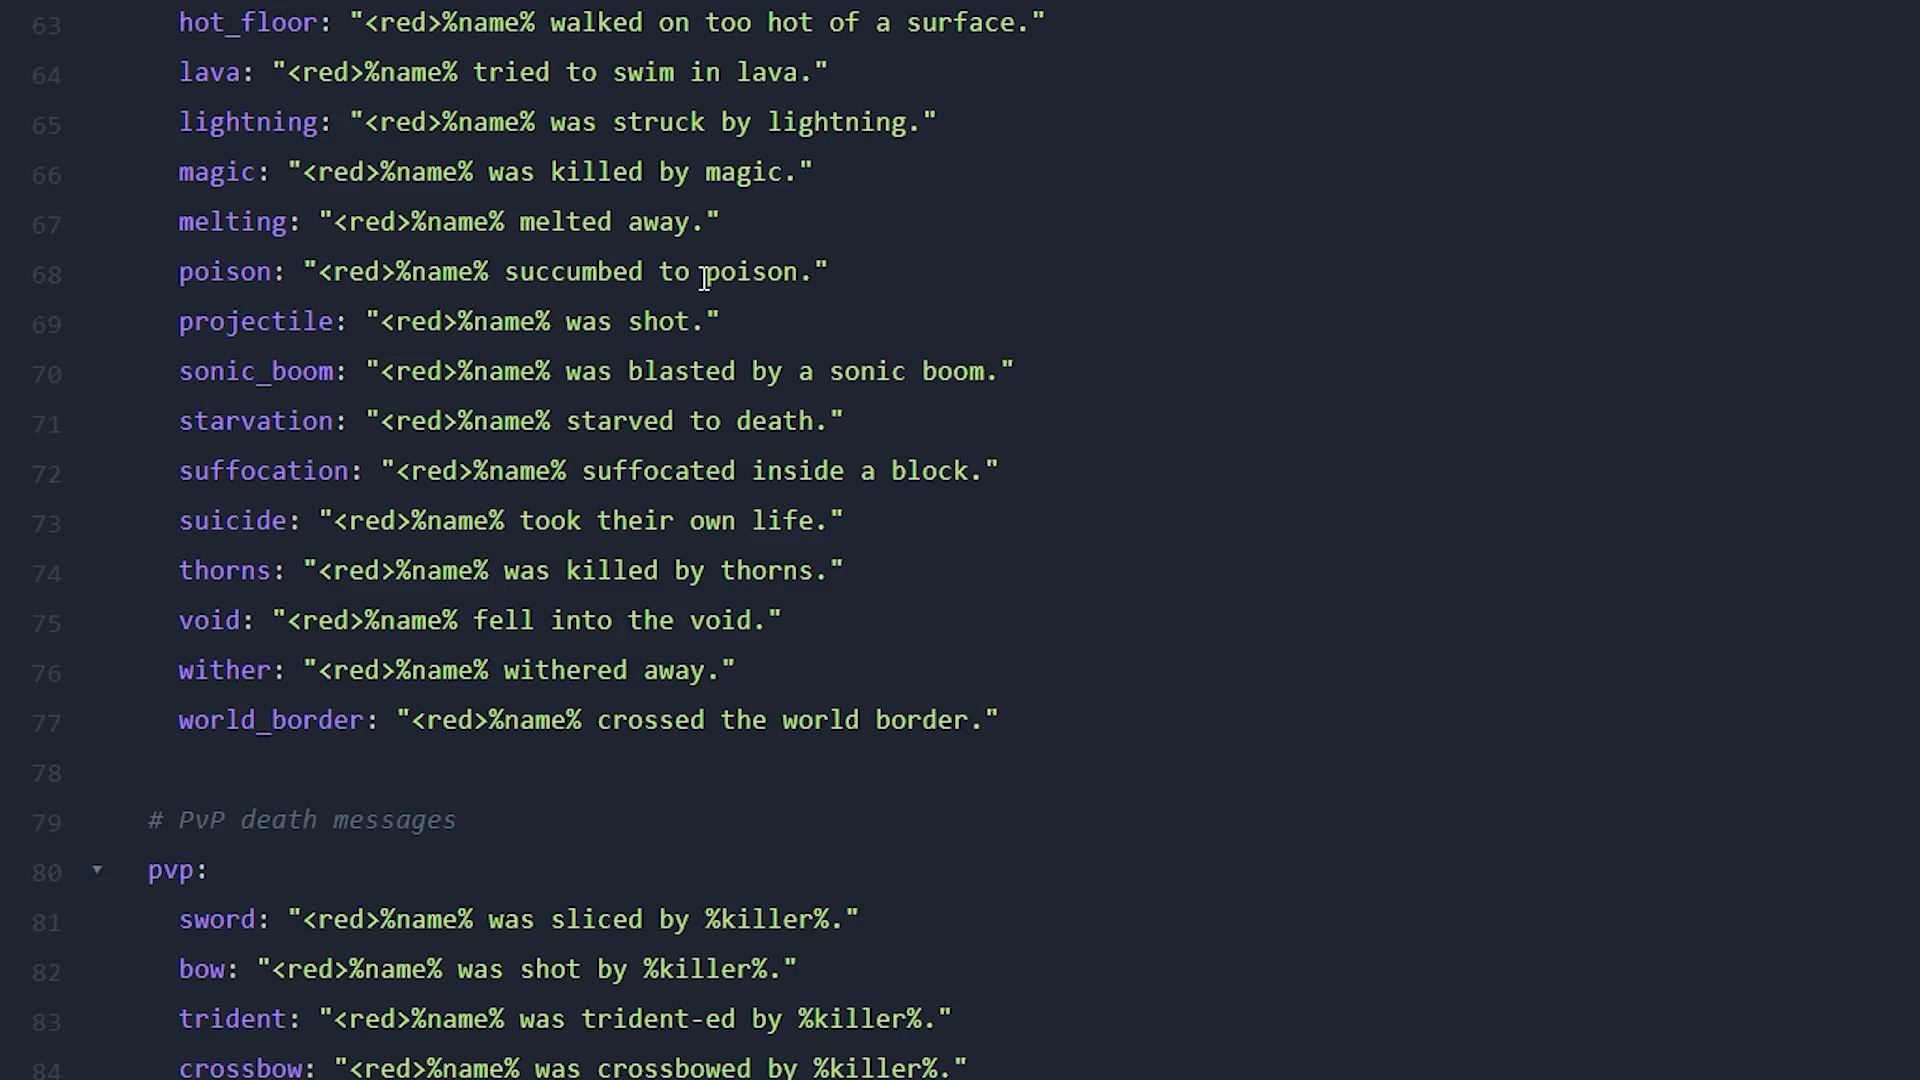 63 hot_floor: "<red>%name% walked on too hot of a surface."
64 lava: "<red>%name% tried to swim in lava."
65 lightning: "<red>%name% was struck by lightning."
66 magic: "<red>%name% was killed by magic."
67 melting: "<red>%name% melted away."
68 poison: "<red>%name% succumbed to poison."
69 projectile: "<red>%name% was shot."
70 sonic_boom: "<red>%name% was blasted by a sonic boom."
71 starvation: "<red>%name% starved to death."
72 suffocation: "<red>%name% suffocated inside a block."
73 suicide: "<red>%name% took their own life."
74 thorns: "<red>%name% was killed by thorns."
75 void: "<red>%name% fell into the void."
76 wither: "<red>%name% withered away."
77 world_border: "<red>%name% crossed the world border."
78
79 # PvP death messages
80 pvp:
81 sword: "<red>%name% was sliced by %killer%."
82 bow: "<red>%name% was shot by %killer%."
83 trident: "<red>%name% was trident-ed by %killer%."
84 crossbow: "<red>%name% was crossbowed by %killer%."